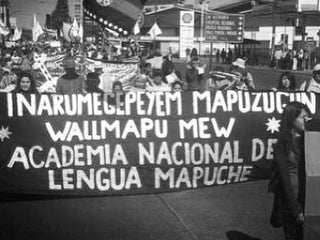 INARUMEGEPEYEM MAPUZUGUN
WALLMAPU MEW
ACADEMIA NACIONAL DE
LENGUA MAPUCHE